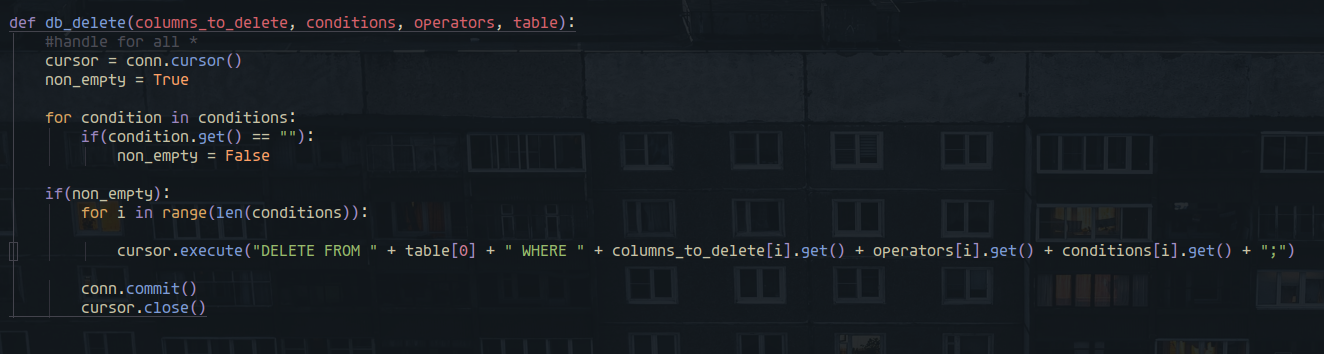 def db_delete(columns_to_delete, conditions, operators, table):
    #handle for all *
    cursor = conn.cursor()
    non_empty = True
    for condition in conditions:
        if(condition.get() == ""):
            non_empty = False
    if(non_empty):
        for i in range(len(conditions)):
            cursor.execute("DELETE FROM " + table[0] + " WHERE " + columns_to_delete[i].get() + operators[i].get() + conditions[i].get() + ";")
        conn.commit()
        cursor.close()